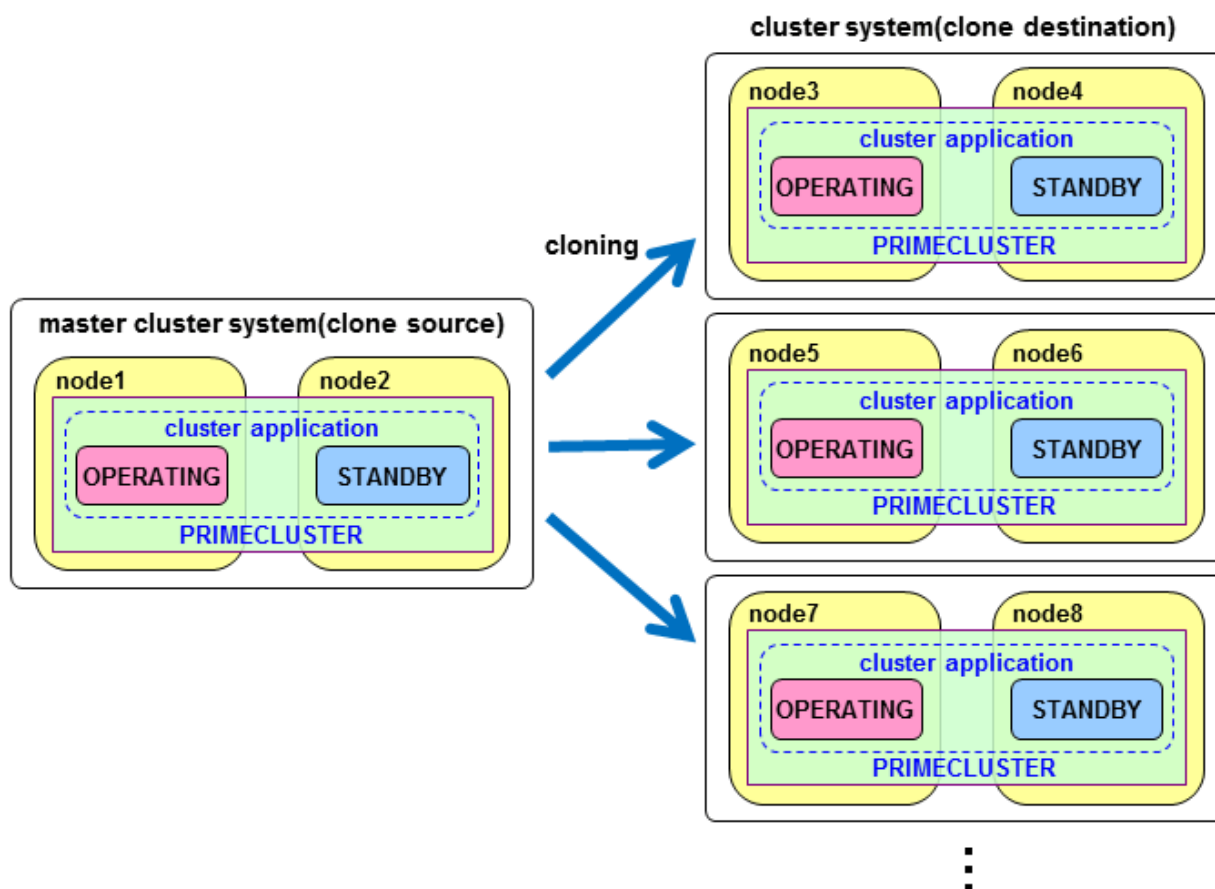 cluster system(clone destination)
node3
node4
cluster application
OPERATING
STANDBY
PRIMECLUSTER
cloning
master cluster system(clone source)
node1
node2
cluster application
OPERATING
STANDBY
PRIMECLUSTER
node5
node6
cluster application
OPERATING
STANDBY
PRIMECLUSTER
node7
node8
cluster application
OPERATING
STANDBY
PRIMECLUSTER